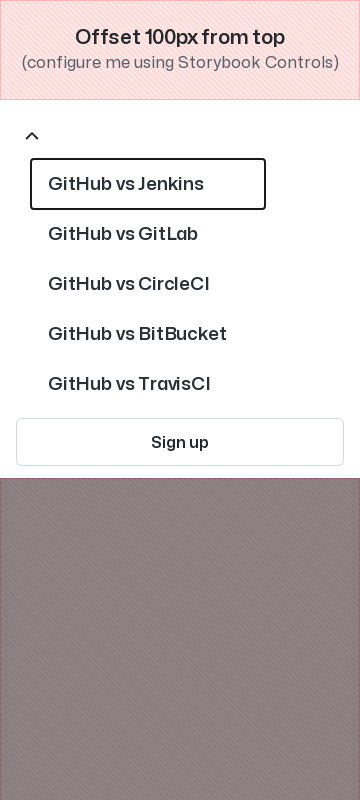 Offset 100px from top
(configure me using Storybook Controls)
GitHub vs Jenkins
GitHub vs GitLab
GitHub vs CircleCI
GitHub vs BitBucket
GitHub vs TravisCI
Sign up